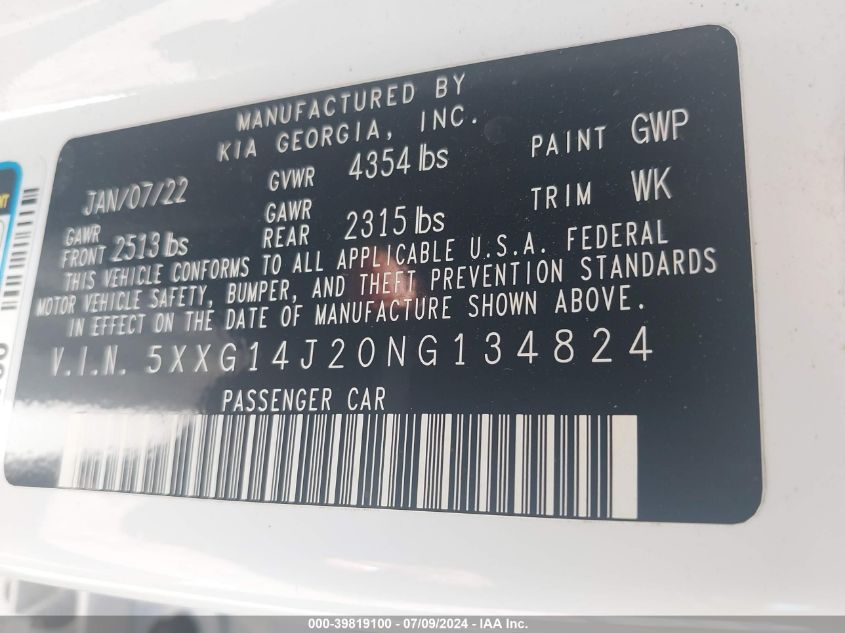 MANUFACTURED BY
KIA GEORGIA, INC.
JAN/07/22 GVWR 4354 lbs PAINT GWP
GAWR FRONT 2513 lbs GAWR REAR 2315 lbs TRIM WK
THIS VEHICLE CONFORMS TO ALL APPLICABLE U.S.A. FEDERAL
MOTOR VEHICLE SAFETY, BUMPER, AND THEFT PREVENTION STANDARDS
IN EFFECT ON THE DATE OF MANUFACTURE SHOWN ABOVE.
V.I.N. 5XXG14J20NG134824
PASSENGER CAR
000-39819100 / 07/09/2024 - IAA Inc.